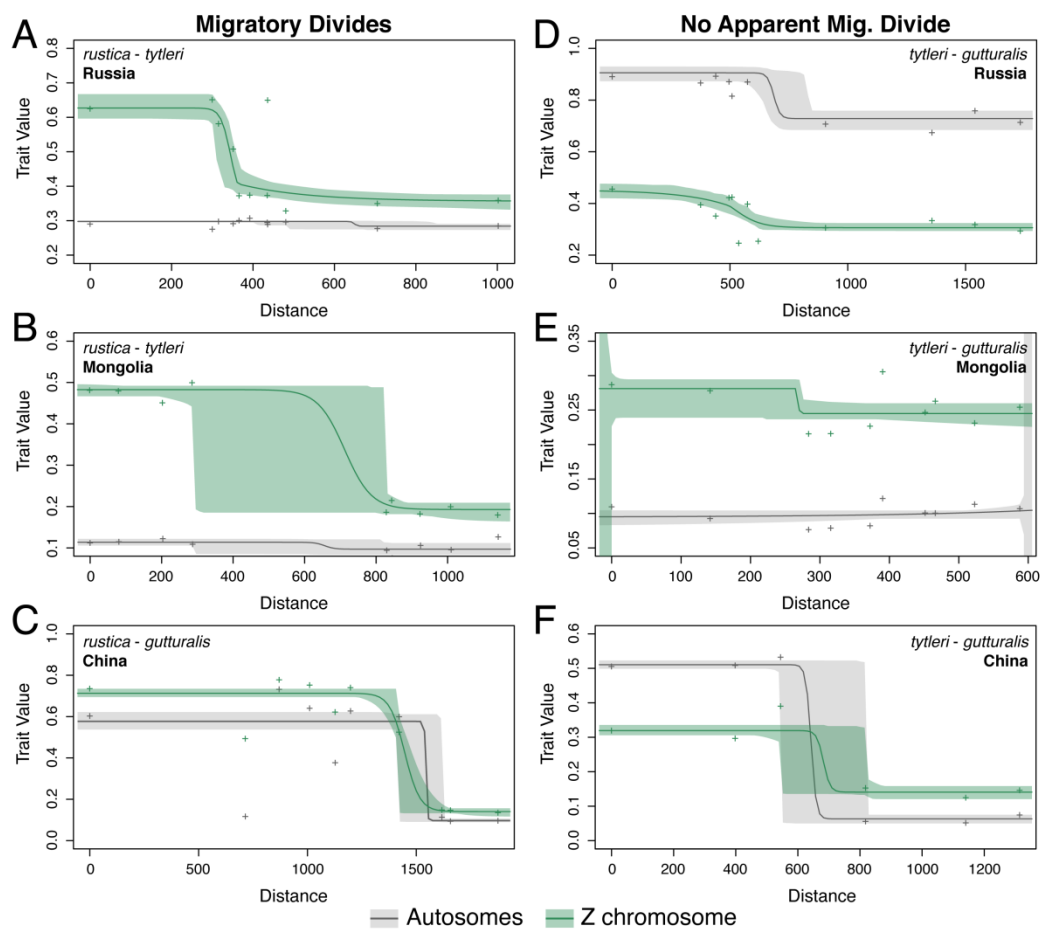 Migratory Divides
No Apparent Mig. Divide
A
rustica - tytleri
Russia
Trait Value
0.2 0.3 0.4 0.5 0.6 0.7 0.8
0 200 400 600 800 1000
Distance
D
tytleri - gutturalis
Russia
Trait Value
0.2 0.4 0.6 0.8 1.0
0 500 1000 1500
Distance
B
rustica - tytleri
Mongolia
Trait Value
0.1 0.2 0.3 0.4 0.5 0.6
0 200 400 600 800 1000
Distance
E
tytleri - gutturalis
Mongolia
Trait Value
0.05 0.15 0.25 0.35
0 100 200 300 400 500 600
Distance
C
rustica - gutturalis
China
Trait Value
0.0 0.2 0.4 0.6 0.8 1.0
0 500 1000 1500
Distance
F
tytleri - gutturalis
China
Trait Value
0.0 0.1 0.2 0.3 0.4 0.5 0.6
0 200 400 600 800 1000 1200
Distance
Autosomes
Z chromosome